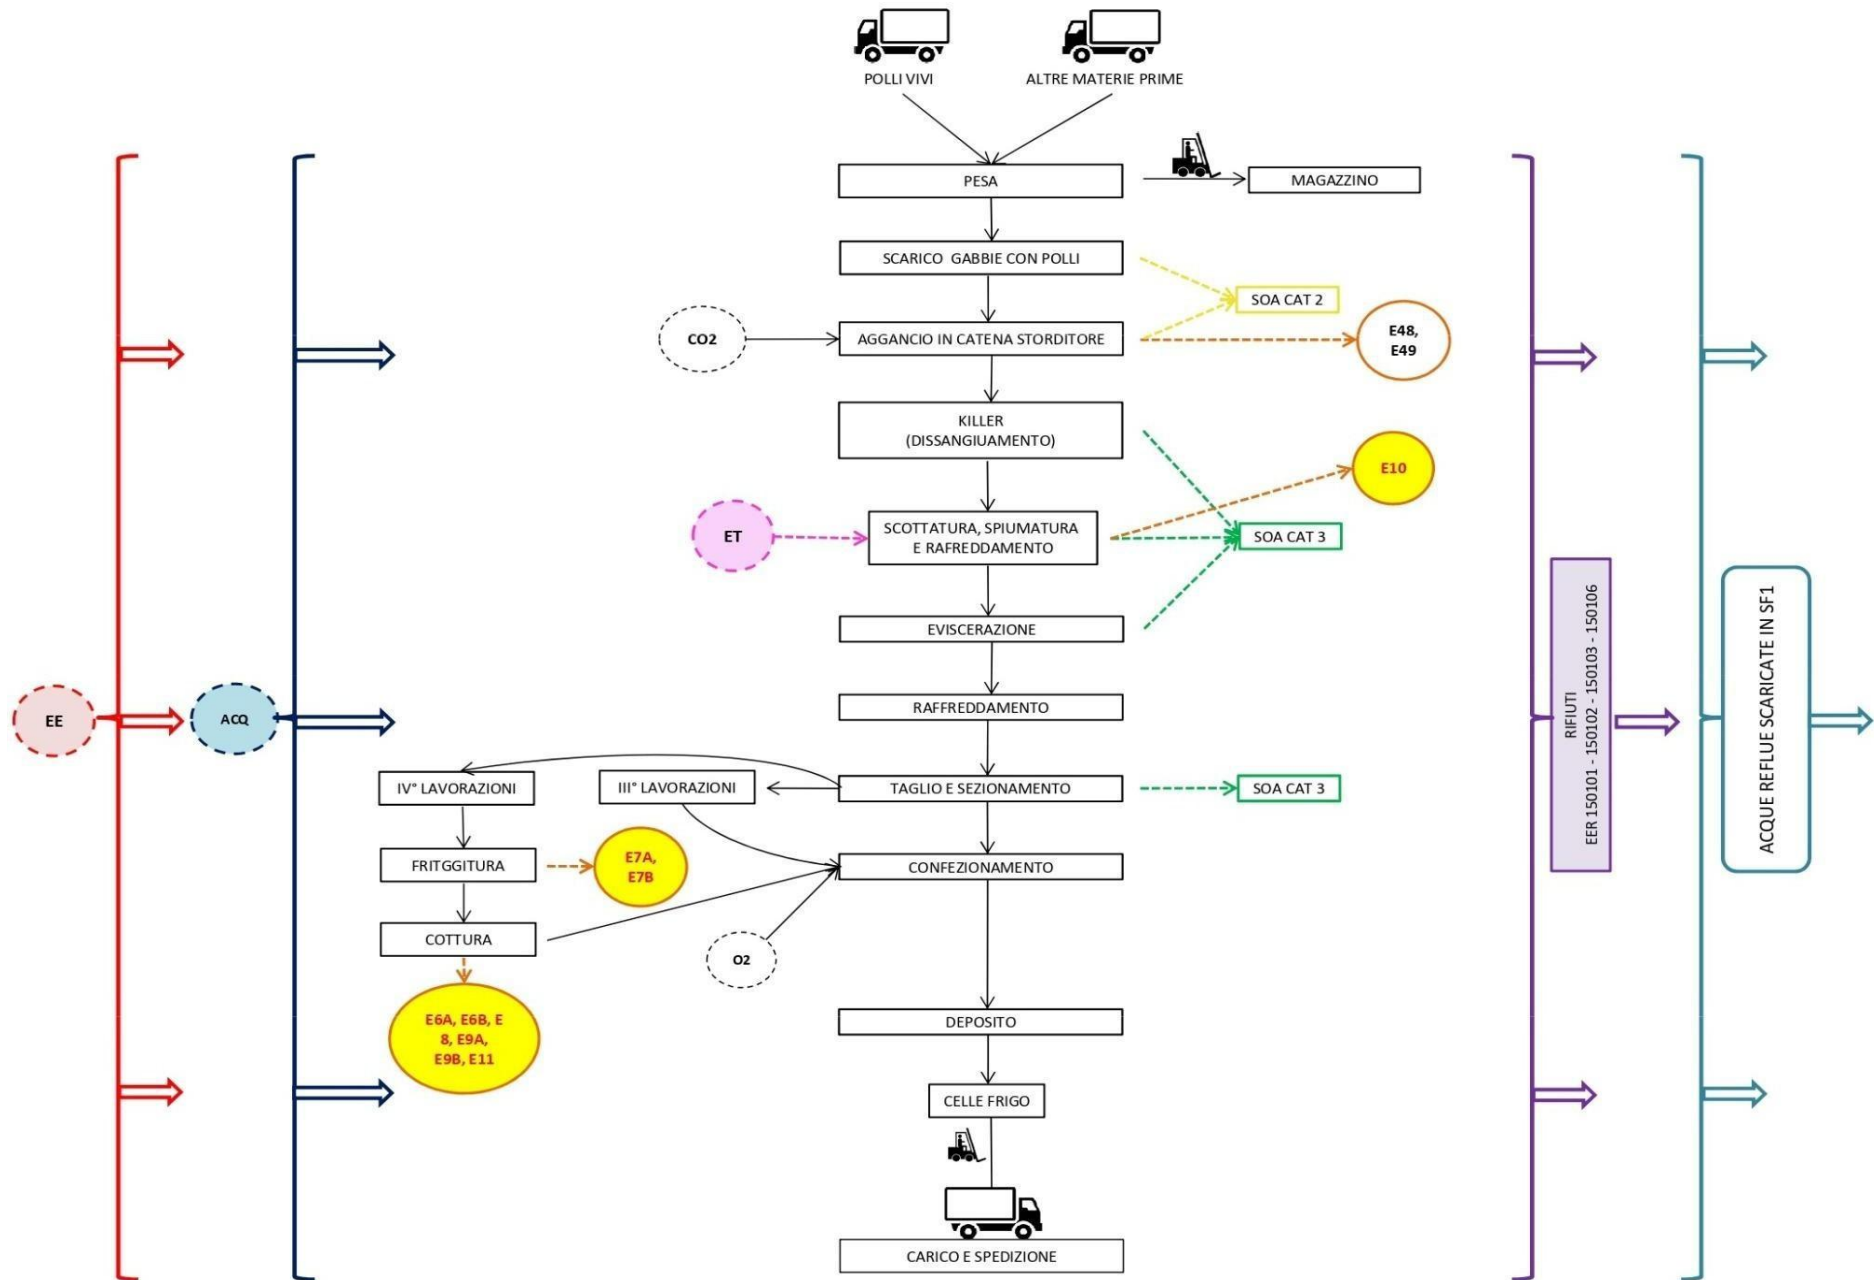 POLLI VIVI
ALTRE MATERIE PRIME
PESA
MAGAZZINO
SCARICO GABBIE CON POLLI
SOA CAT 2
CO2
AGGANCIO IN CATENA STORDITORE
E48,
E49
KILLER
(DISSANGIUAMENTO)
E10
ET
SCOTTATURA, SPIUMATURA
E RAFREDDAMENTO
SOA CAT 3
EVISCERAZIONE
RAFFREDDAMENTO
EE
ACQ
IV° LAVORAZIONI
III° LAVORAZIONI
TAGLIO E SEZIONAMENTO
SOA CAT 3
FRITGGITURA
E7A,
E7B
CONFEZIONAMENTO
COTTURA
O2
E6A, E6B, E
8, E9A,
E9B, E11
DEPOSITO
CELLE FRIGO
CARICO E SPEDIZIONE
RIFIUTI
EER 150101 - 150102 - 150103 - 150106
ACQUE REFLUE SCARICATE IN SF1